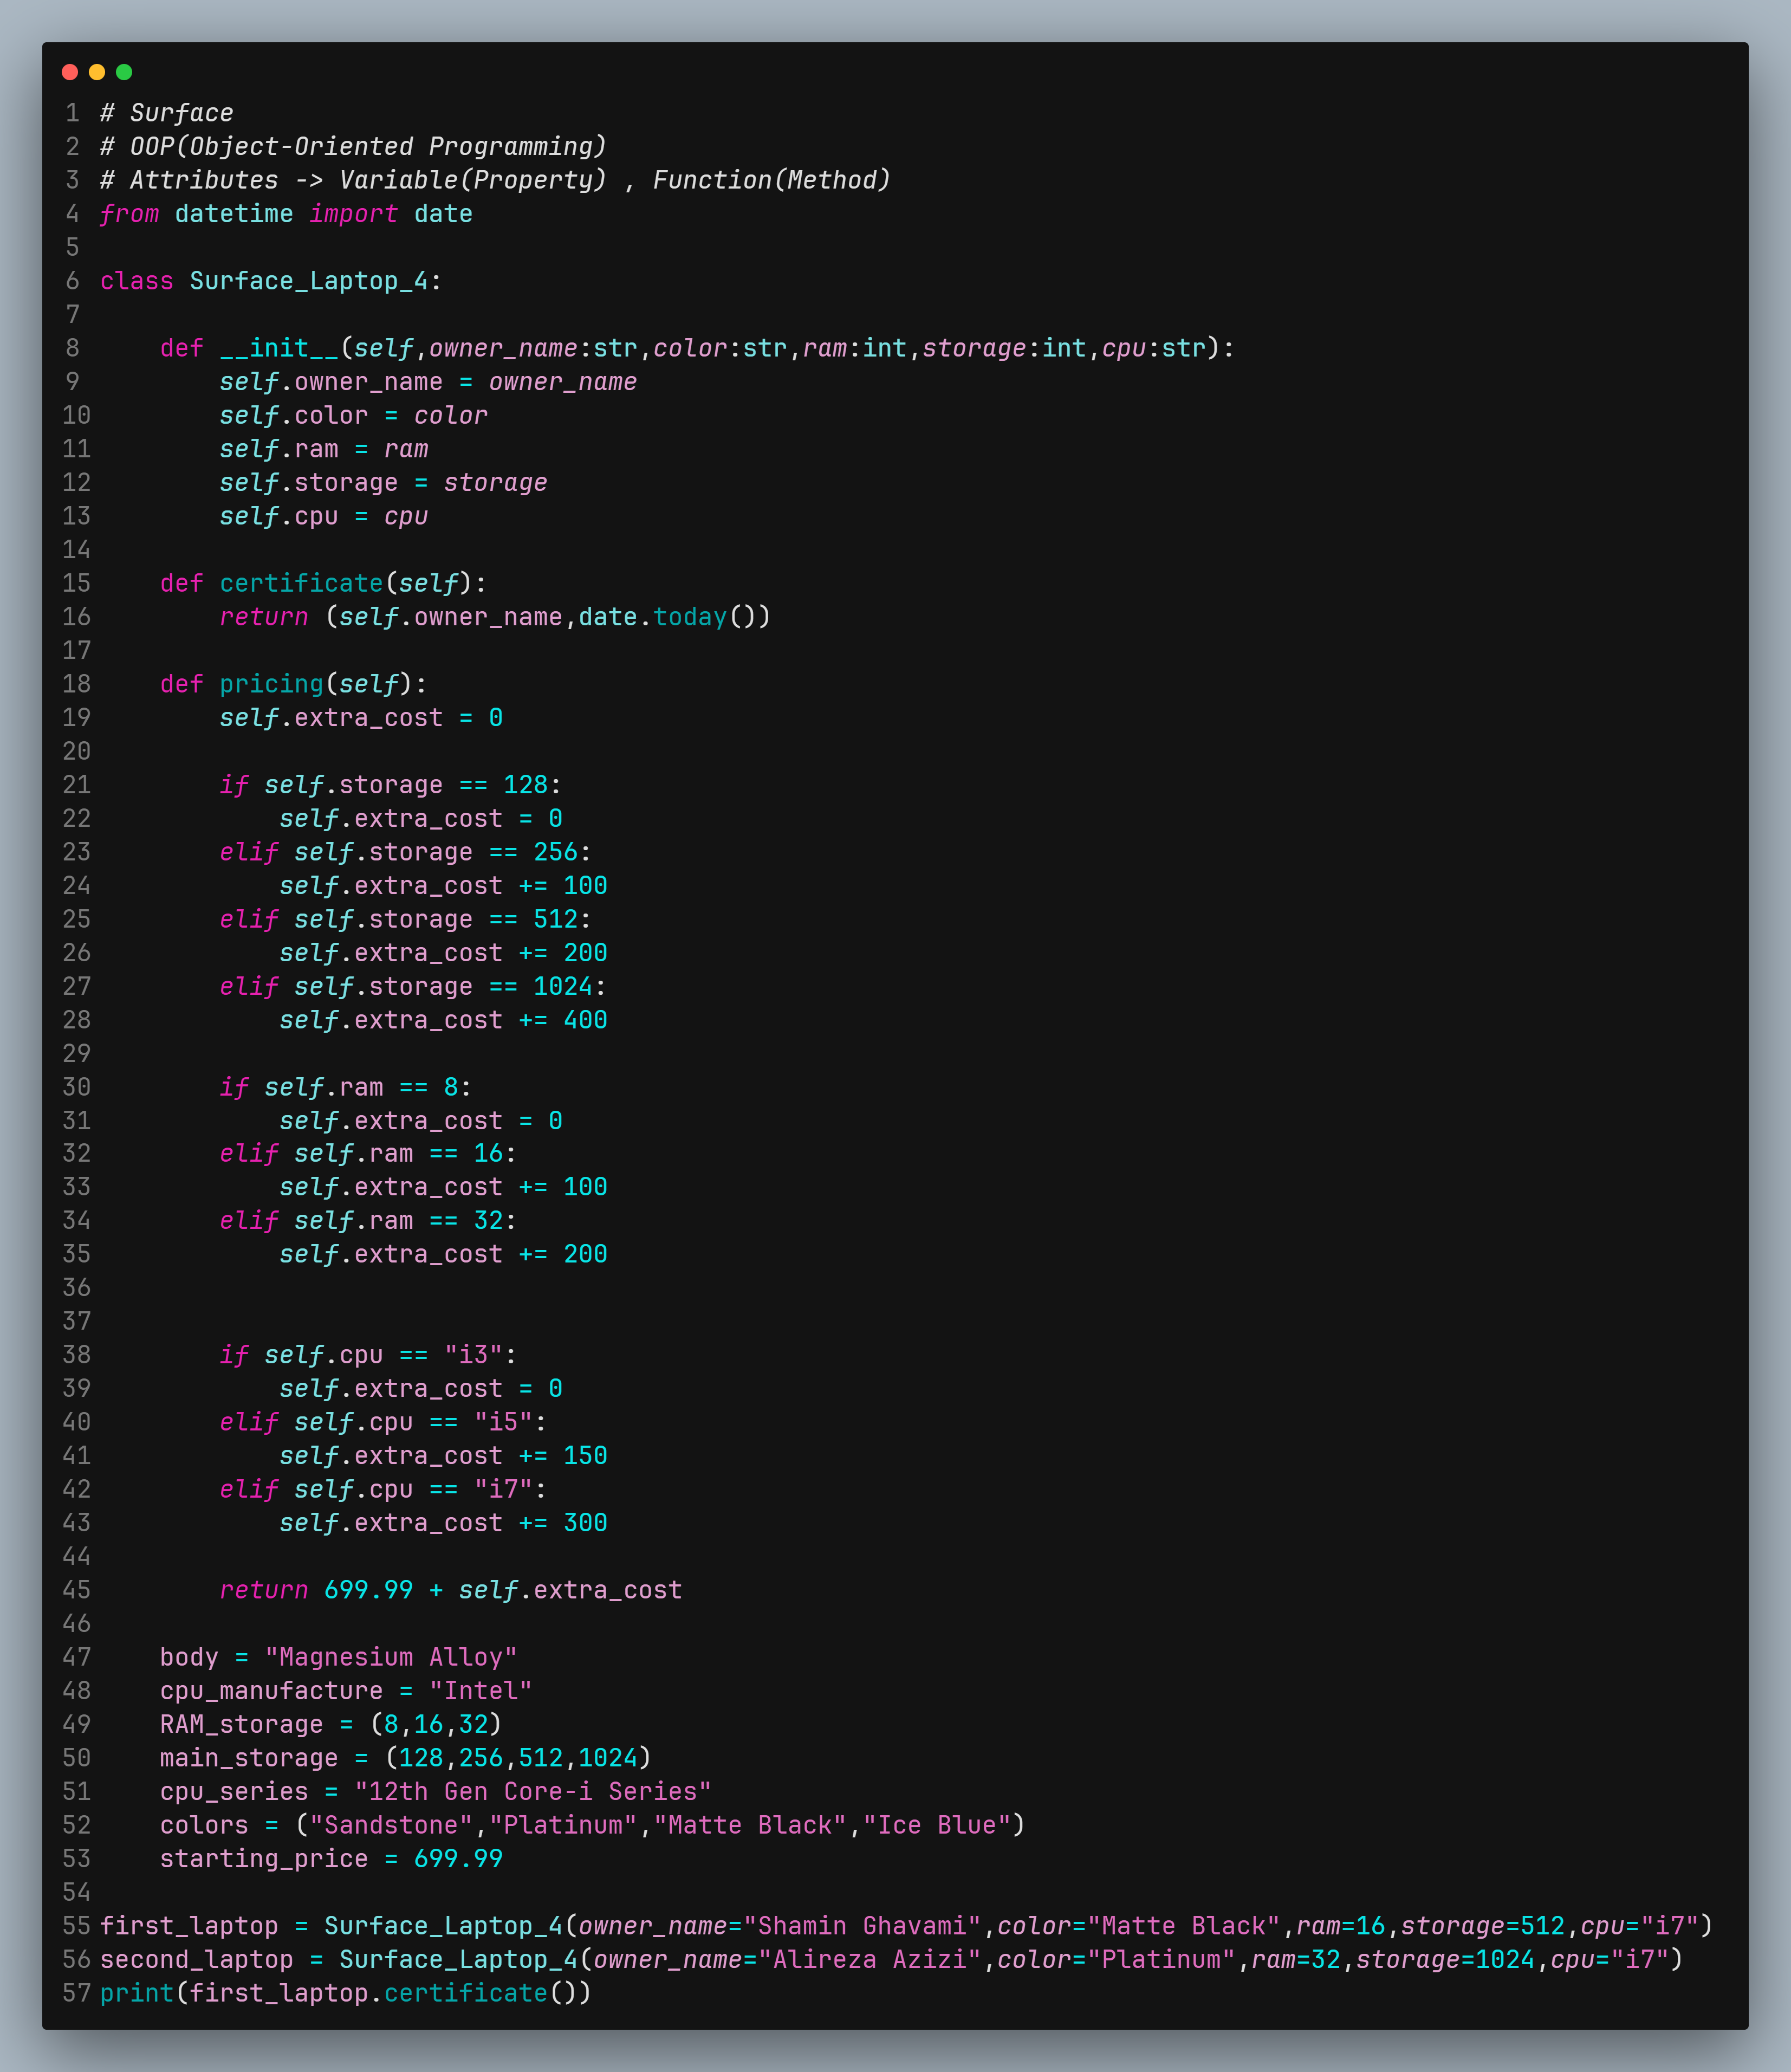 1 # Surface
2 # OOP(Object-Oriented Programming)
3 # Attributes -> Variable(Property) , Function(Method)
4 from datetime import date
5
6 class Surface_Laptop_4:
7
8     def __init__(self,owner_name:str,color:str,ram:int,storage:int,cpu:str):
9         self.owner_name = owner_name
10         self.color = color
11         self.ram = ram
12         self.storage = storage
13         self.cpu = cpu
14
15     def certificate(self):
16         return (self.owner_name,date.today())
17
18     def pricing(self):
19         self.extra_cost = 0
20
21         if self.storage == 128:
22             self.extra_cost = 0
23         elif self.storage == 256:
24             self.extra_cost += 100
25         elif self.storage == 512:
26             self.extra_cost += 200
27         elif self.storage == 1024:
28             self.extra_cost += 400
29
30         if self.ram == 8:
31             self.extra_cost = 0
32         elif self.ram == 16:
33             self.extra_cost += 100
34         elif self.ram == 32:
35             self.extra_cost += 200
36
37
38         if self.cpu == "i3":
39             self.extra_cost = 0
40         elif self.cpu == "i5":
41             self.extra_cost += 150
42         elif self.cpu == "i7":
43             self.extra_cost += 300
44
45         return 699.99 + self.extra_cost
46
47     body = "Magnesium Alloy"
48     cpu_manufacture = "Intel"
49     RAM_storage = (8,16,32)
50     main_storage = (128,256,512,1024)
51     cpu_series = "12th Gen Core-i Series"
52     colors = ("Sandstone","Platinum","Matte Black","Ice Blue")
53     starting_price = 699.99
54
55 first_laptop = Surface_Laptop_4(owner_name="Shamin Ghavami",color="Matte Black",ram=16,storage=512,cpu="i7")
56 second_laptop = Surface_Laptop_4(owner_name="Alireza Azizi",color="Platinum",ram=32,storage=1024,cpu="i7")
57 print(first_laptop.certificate())